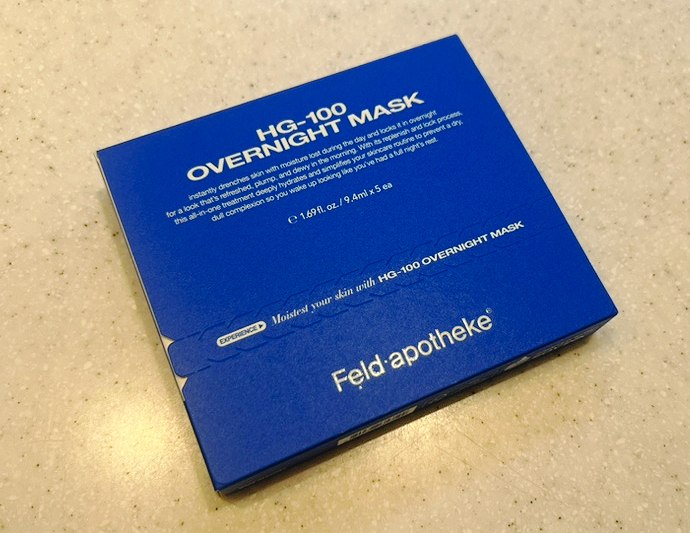 HG-100
OVERNIGHT MASK
instantly drenches skin with moisture lost during the day and locks it in overnight
for a look that's refreshed, plump, and dewy in the morning. With its replenish and lock process,
this all-in-one treatment deeply hydrates and simplifies your skincare routine to prevent a dry,
dull complexion so you wake up looking like you've had a full night's rest.
℮ 1.69 fl. oz. / 9.4ml x 5 ea
EXPERIENCE ▶ Moistest your skin with HG-100 OVERNIGHT MASK
Feld·apotheke®